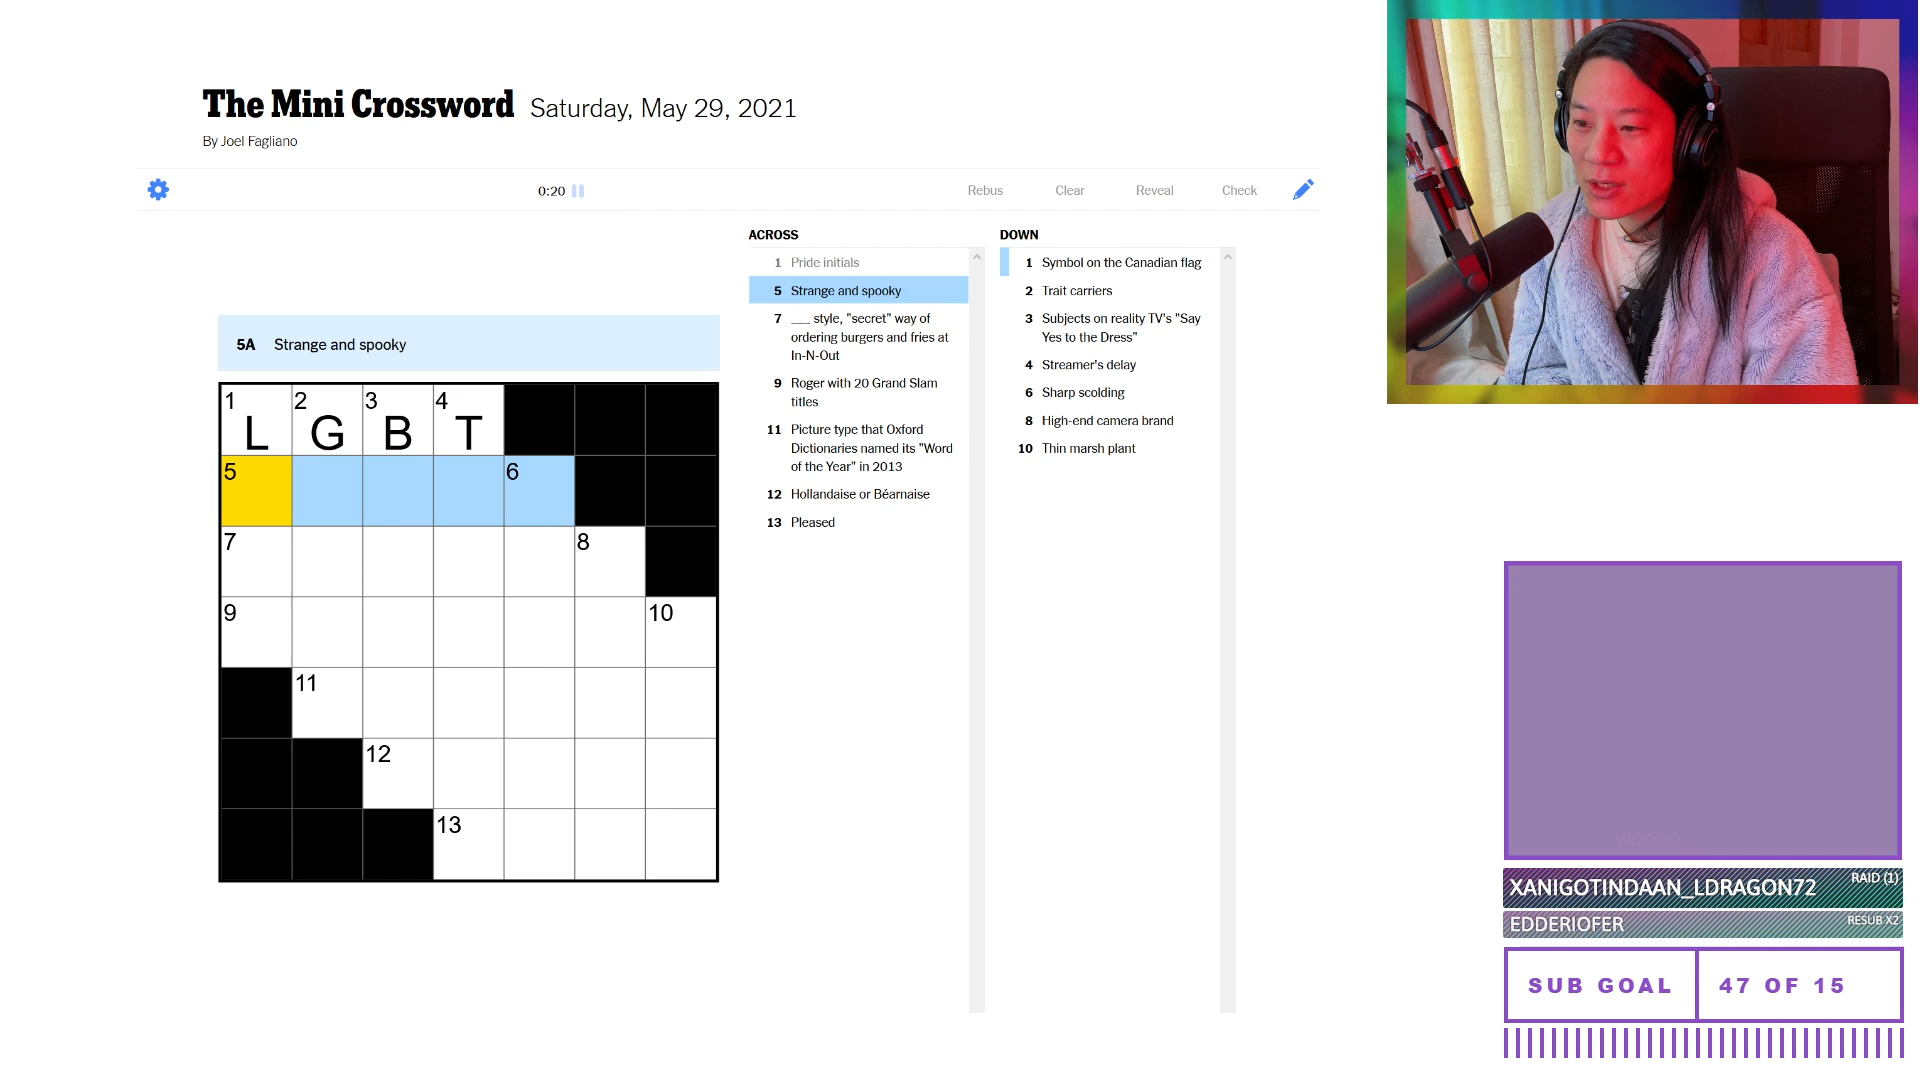 The Mini Crossword Saturday, May 29, 2021
By Joel Fagliano
0:20
Rebus Clear Reveal Check
5A Strange and spooky
1 2 3 4
L G B T
5 6
7 8
9 10
11
12
13
ACROSS
1 Pride initials
5 Strange and spooky
7 ___ style, "secret" way of
ordering burgers and fries at
In-N-Out
9 Roger with 20 Grand Slam
titles
11 Picture type that Oxford
Dictionaries named its "Word
of the Year" in 2013
12 Hollandaise or Béarnaise
13 Pleased
DOWN
1 Symbol on the Canadian flag
2 Trait carriers
3 Subjects on reality TV's "Say
Yes to the Dress"
4 Streamer's delay
6 Sharp scolding
8 High-end camera brand
10 Thin marsh plant
XANIGOTINDAAN_LDRAGON72 RAID (1)
EDDERIOFER RESUB X2
SUB GOAL 47 OF 15